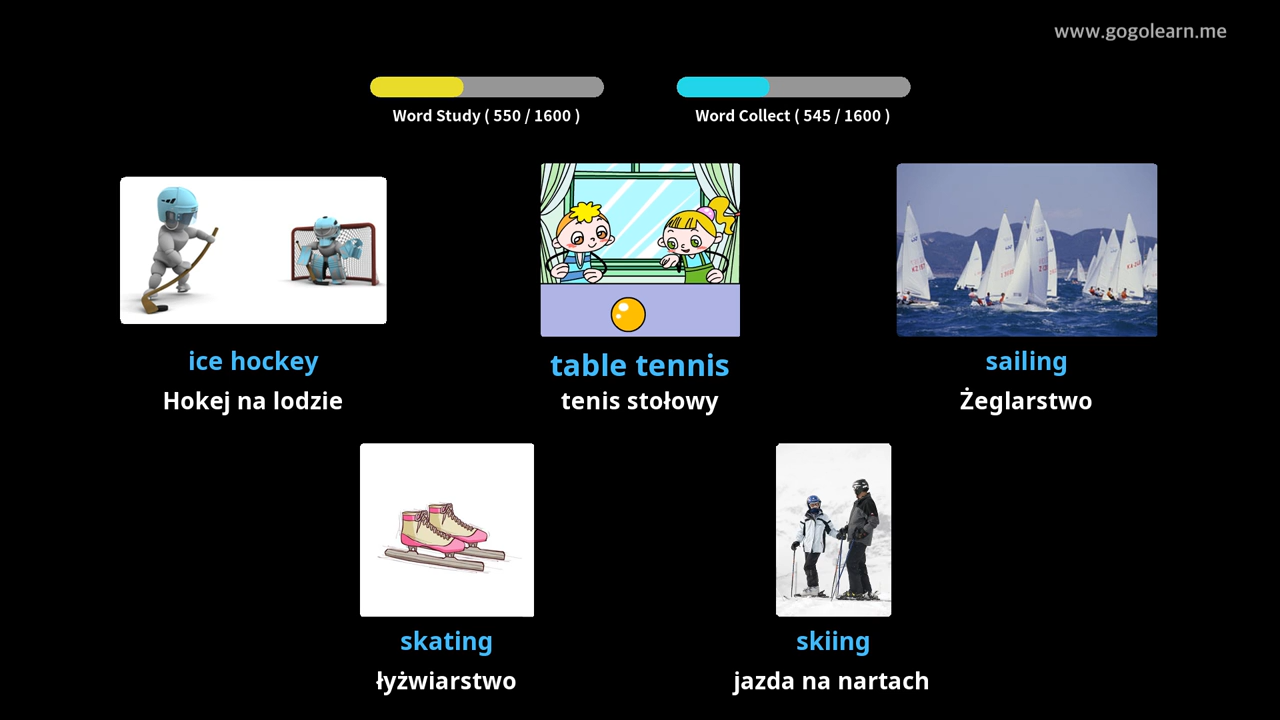 www.gogolearn.me
Word Study ( 550 / 1600 )
Word Collect ( 545 / 1600 )
ice hockey
Hokej na lodzie
table tennis
tenis stołowy
sailing
Żeglarstwo
skating
łyżwiarstwo
skiing
jazda na nartach